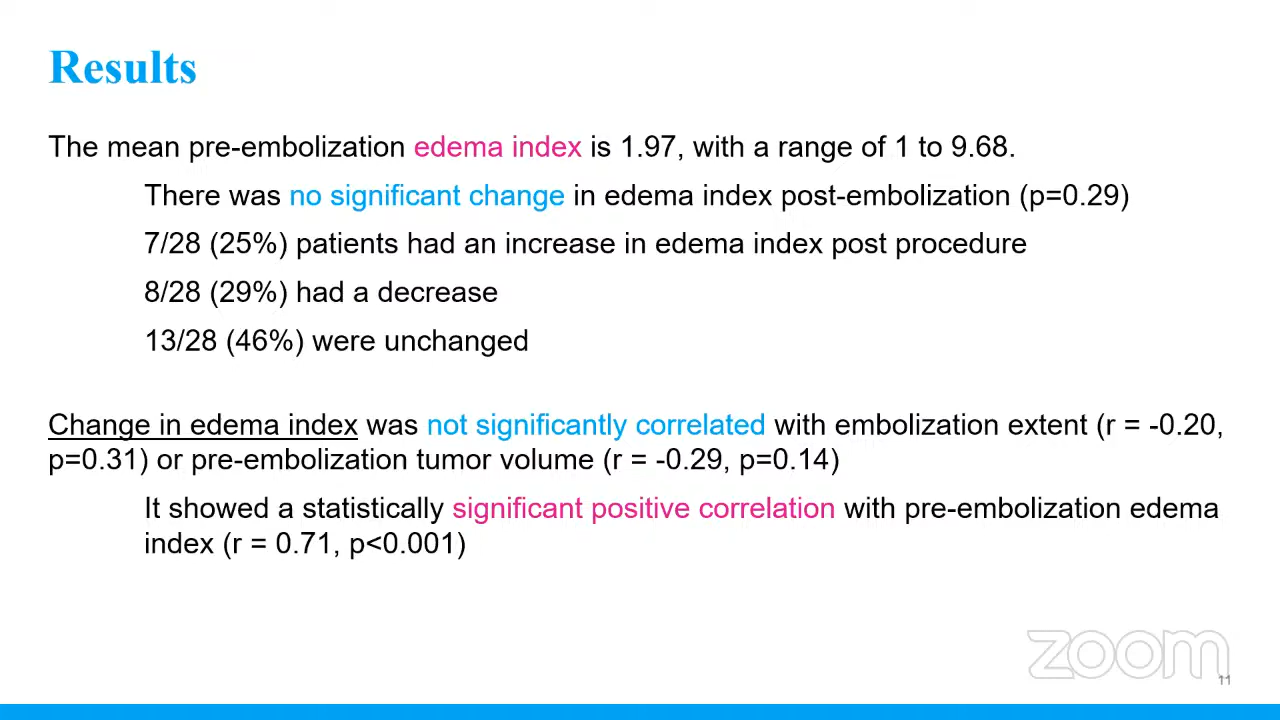 Results
The mean pre-embolization edema index is 1.97, with a range of 1 to 9.68.
There was no significant change in edema index post-embolization (p=0.29)
7/28 (25%) patients had an increase in edema index post procedure
8/28 (29%) had a decrease
13/28 (46%) were unchanged
Change in edema index was not significantly correlated with embolization extent (r = -0.20,
p=0.31) or pre-embolization tumor volume (r = -0.29, p=0.14)
It showed a statistically significant positive correlation with pre-embolization edema
index (r = 0.71, p<0.001)
zoom
11